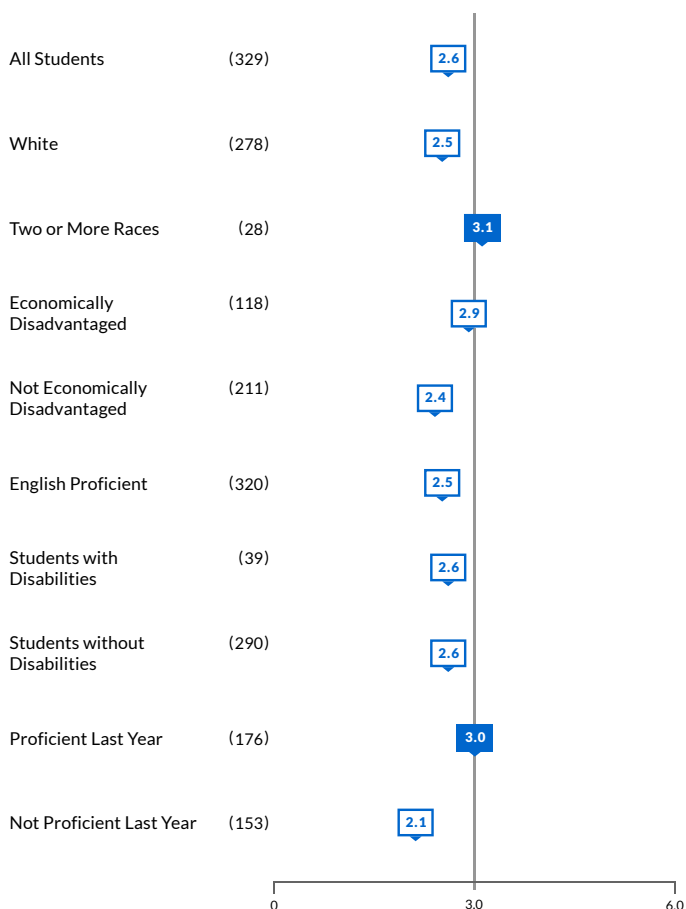 All Students (329) 2.6
White (278) 2.5
Two or More Races (28) 3.1
Economically (118)
Disadvantaged 2.9
Not Economically (211)
Disadvantaged 2.4
English Proficient (320) 2.5
Students with (39)
Disabilities 2.6
Students without (290)
Disabilities 2.6
Proficient Last Year (176) 3.0
Not Proficient Last Year (153) 2.1
0 3.0 6.0